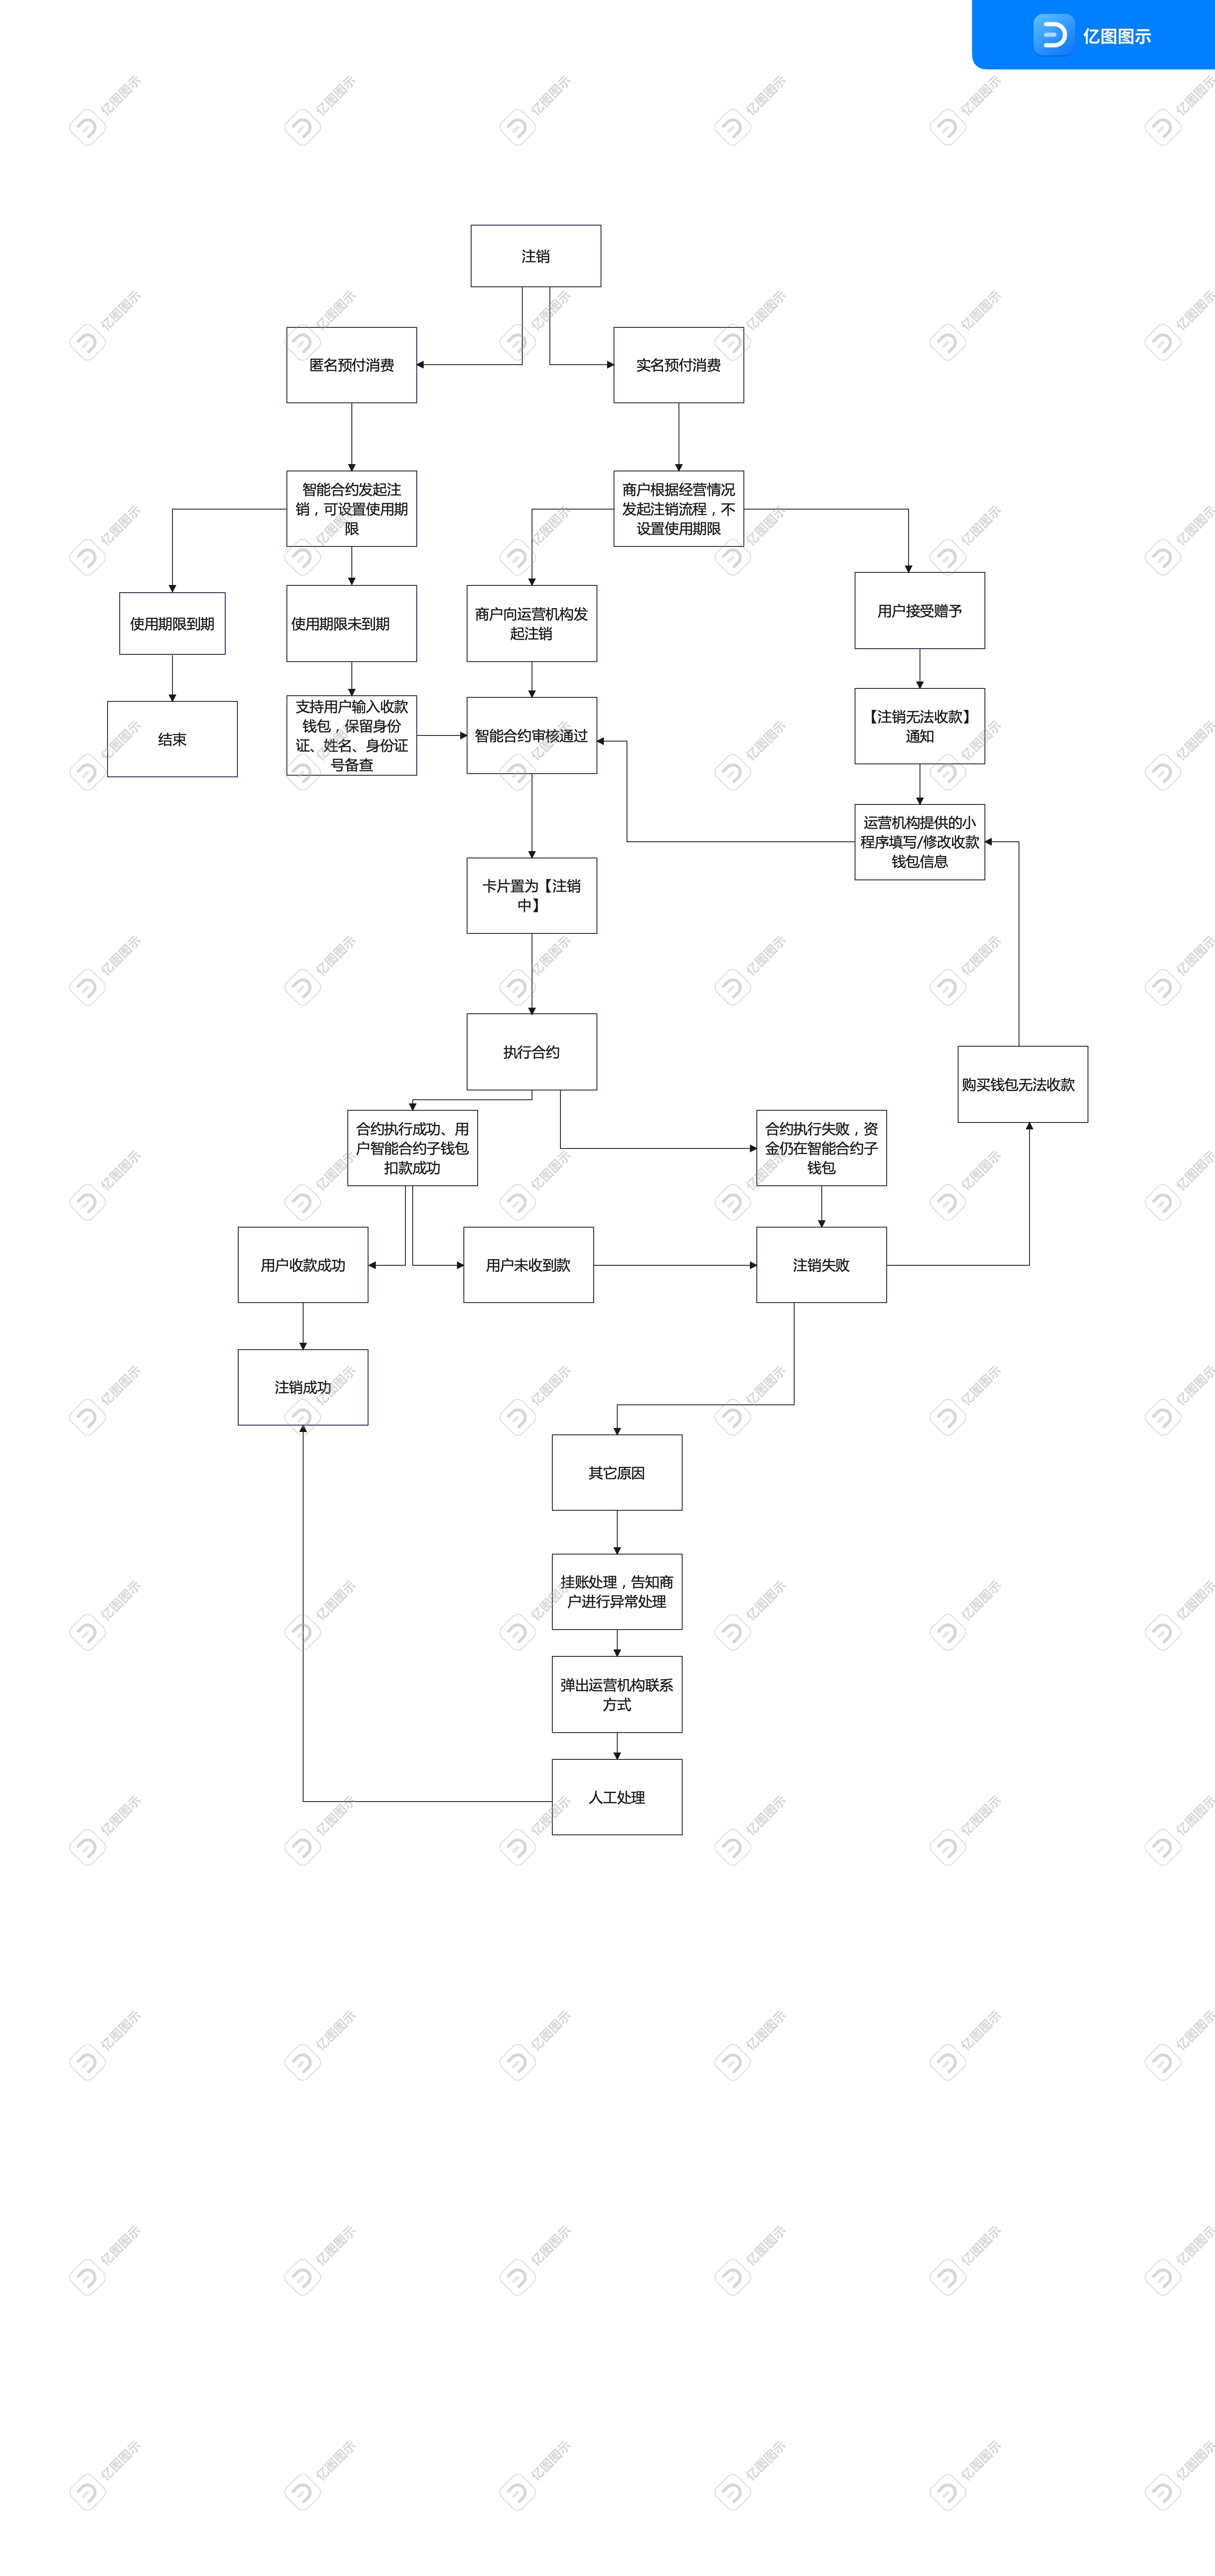 亿图图示
注销
匿名预付消费
实名预付消费
智能合约发起注
销，可设置使用期
限
商户根据经营情况
发起注销流程，不
设置使用期限
使用期限到期
使用期限未到期
商户向运营机构发
起注销
用户接受赠予
结束
支持用户输入收款
钱包，保留身份
证、姓名、身份证
号备查
智能合约审核通过
【注销无法收款】
通知
运营机构提供的小
程序填写/修改收款
钱包信息
卡片置为【注销
中】
执行合约
购买钱包无法收款
合约执行成功、用
户智能合约子钱包
扣款成功
合约执行失败，资
金仍在智能合约子
钱包
用户收款成功
用户未收到款
注销失败
注销成功
其它原因
挂账处理，告知商
户进行异常处理
弹出运营机构联系
方式
人工处理